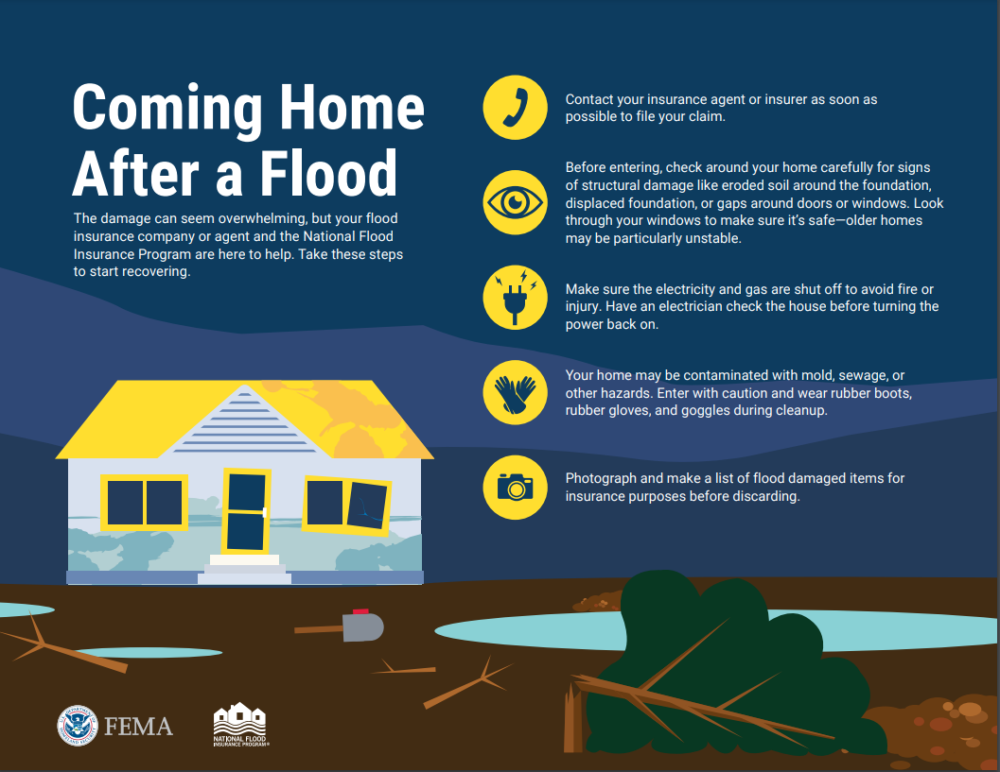 Coming Home
After a Flood
The damage can seem overwhelming, but your flood
insurance company or agent and the National Flood
Insurance Program are here to help. Take these steps
to start recovering.
Contact your insurance agent or insurer as soon as
possible to file your claim.
Before entering, check around your home carefully for signs
of structural damage like eroded soil around the foundation,
displaced foundation, or gaps around doors or windows. Look
through your windows to make sure it’s safe—older homes
may be particularly unstable.
Make sure the electricity and gas are shut off to avoid fire or
injury. Have an electrician check the house before turning the
power back on.
Your home may be contaminated with mold, sewage, or
other hazards. Enter with caution and wear rubber boots,
rubber gloves, and goggles during cleanup.
Photograph and make a list of flood damaged items for
insurance purposes before discarding.
FEMA
NATIONAL FLOOD
INSURANCE PROGRAM®